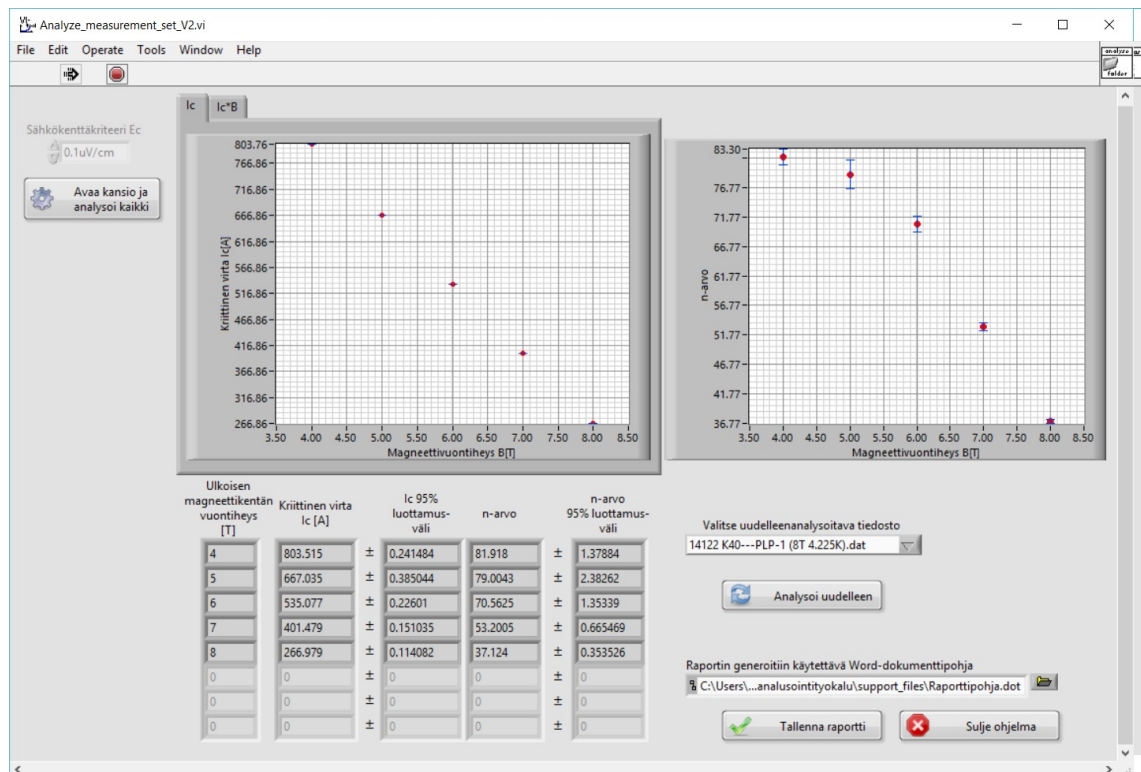 Analyze_measurement_set_V2.vi
File Edit Operate Tools Window Help
analyze
folder
Sähkökenttäkriteeri Ec
0.1uV/cm
Avaa kansio ja
analysoi kaikki
Ic Ic*B
Kriittinen virta Ic[A]
803.76
766.86
716.86
666.86
616.86
566.86
516.86
466.86
416.86
366.86
316.86
266.86
3.50 4.00 4.50 5.00 5.50 6.00 6.50 7.00 7.50 8.00 8.50
Magneettivuontiheys B[T]
n-arvo
83.30
76.77
71.77
66.77
61.77
56.77
51.77
46.77
41.77
36.77
3.50 4.00 4.50 5.00 5.50 6.00 6.50 7.00 7.50 8.00 8.50
Magneettivuontiheys B[T]
Ulkoisen
magneettikentän
vuontiheys
[T]
Kriittinen virta
Ic [A]
Ic 95%
luottamus-
väli
n-arvo
n-arvo
95% luottamus-
väli
4 803.515 ± 0.241484 81.918 ± 1.37884
5 667.035 ± 0.385044 79.0043 ± 2.38262
6 535.077 ± 0.22601 70.5625 ± 1.35339
7 401.479 ± 0.151035 53.2005 ± 0.665469
8 266.979 ± 0.114082 37.124 ± 0.353526
0 0 ± 0 0 ± 0
0 0 ± 0 0 ± 0
0 0 ± 0 0 ± 0
Valitse uudelleenanalysoitava tiedosto
14122 K40---PLP-1 (8T 4.225K).dat
Analysoi uudelleen
Raportin generoitiin käytettävä Word-dokumenttipohja
C:\Users\...analusointityokalu\support_files\Raporttipohja.dot
Tallenna raportti
Sulje ohjelma